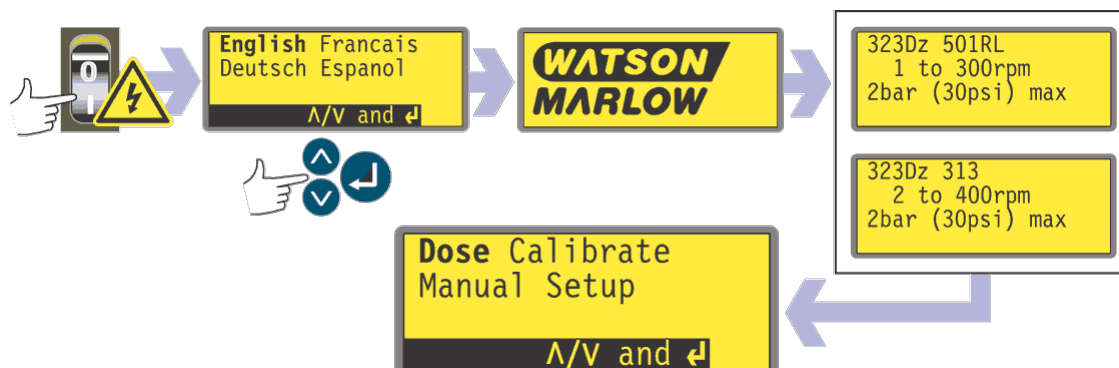 0
I
English Francais
Deutsch Espanol
Λ/V and ↲
WATSON
MARLOW
323Dz 501RL
1 to 300rpm
2bar (30psi) max
323Dz 313
2 to 400rpm
2bar (30psi) max
Dose Calibrate
Manual Setup
Λ/V and ↲